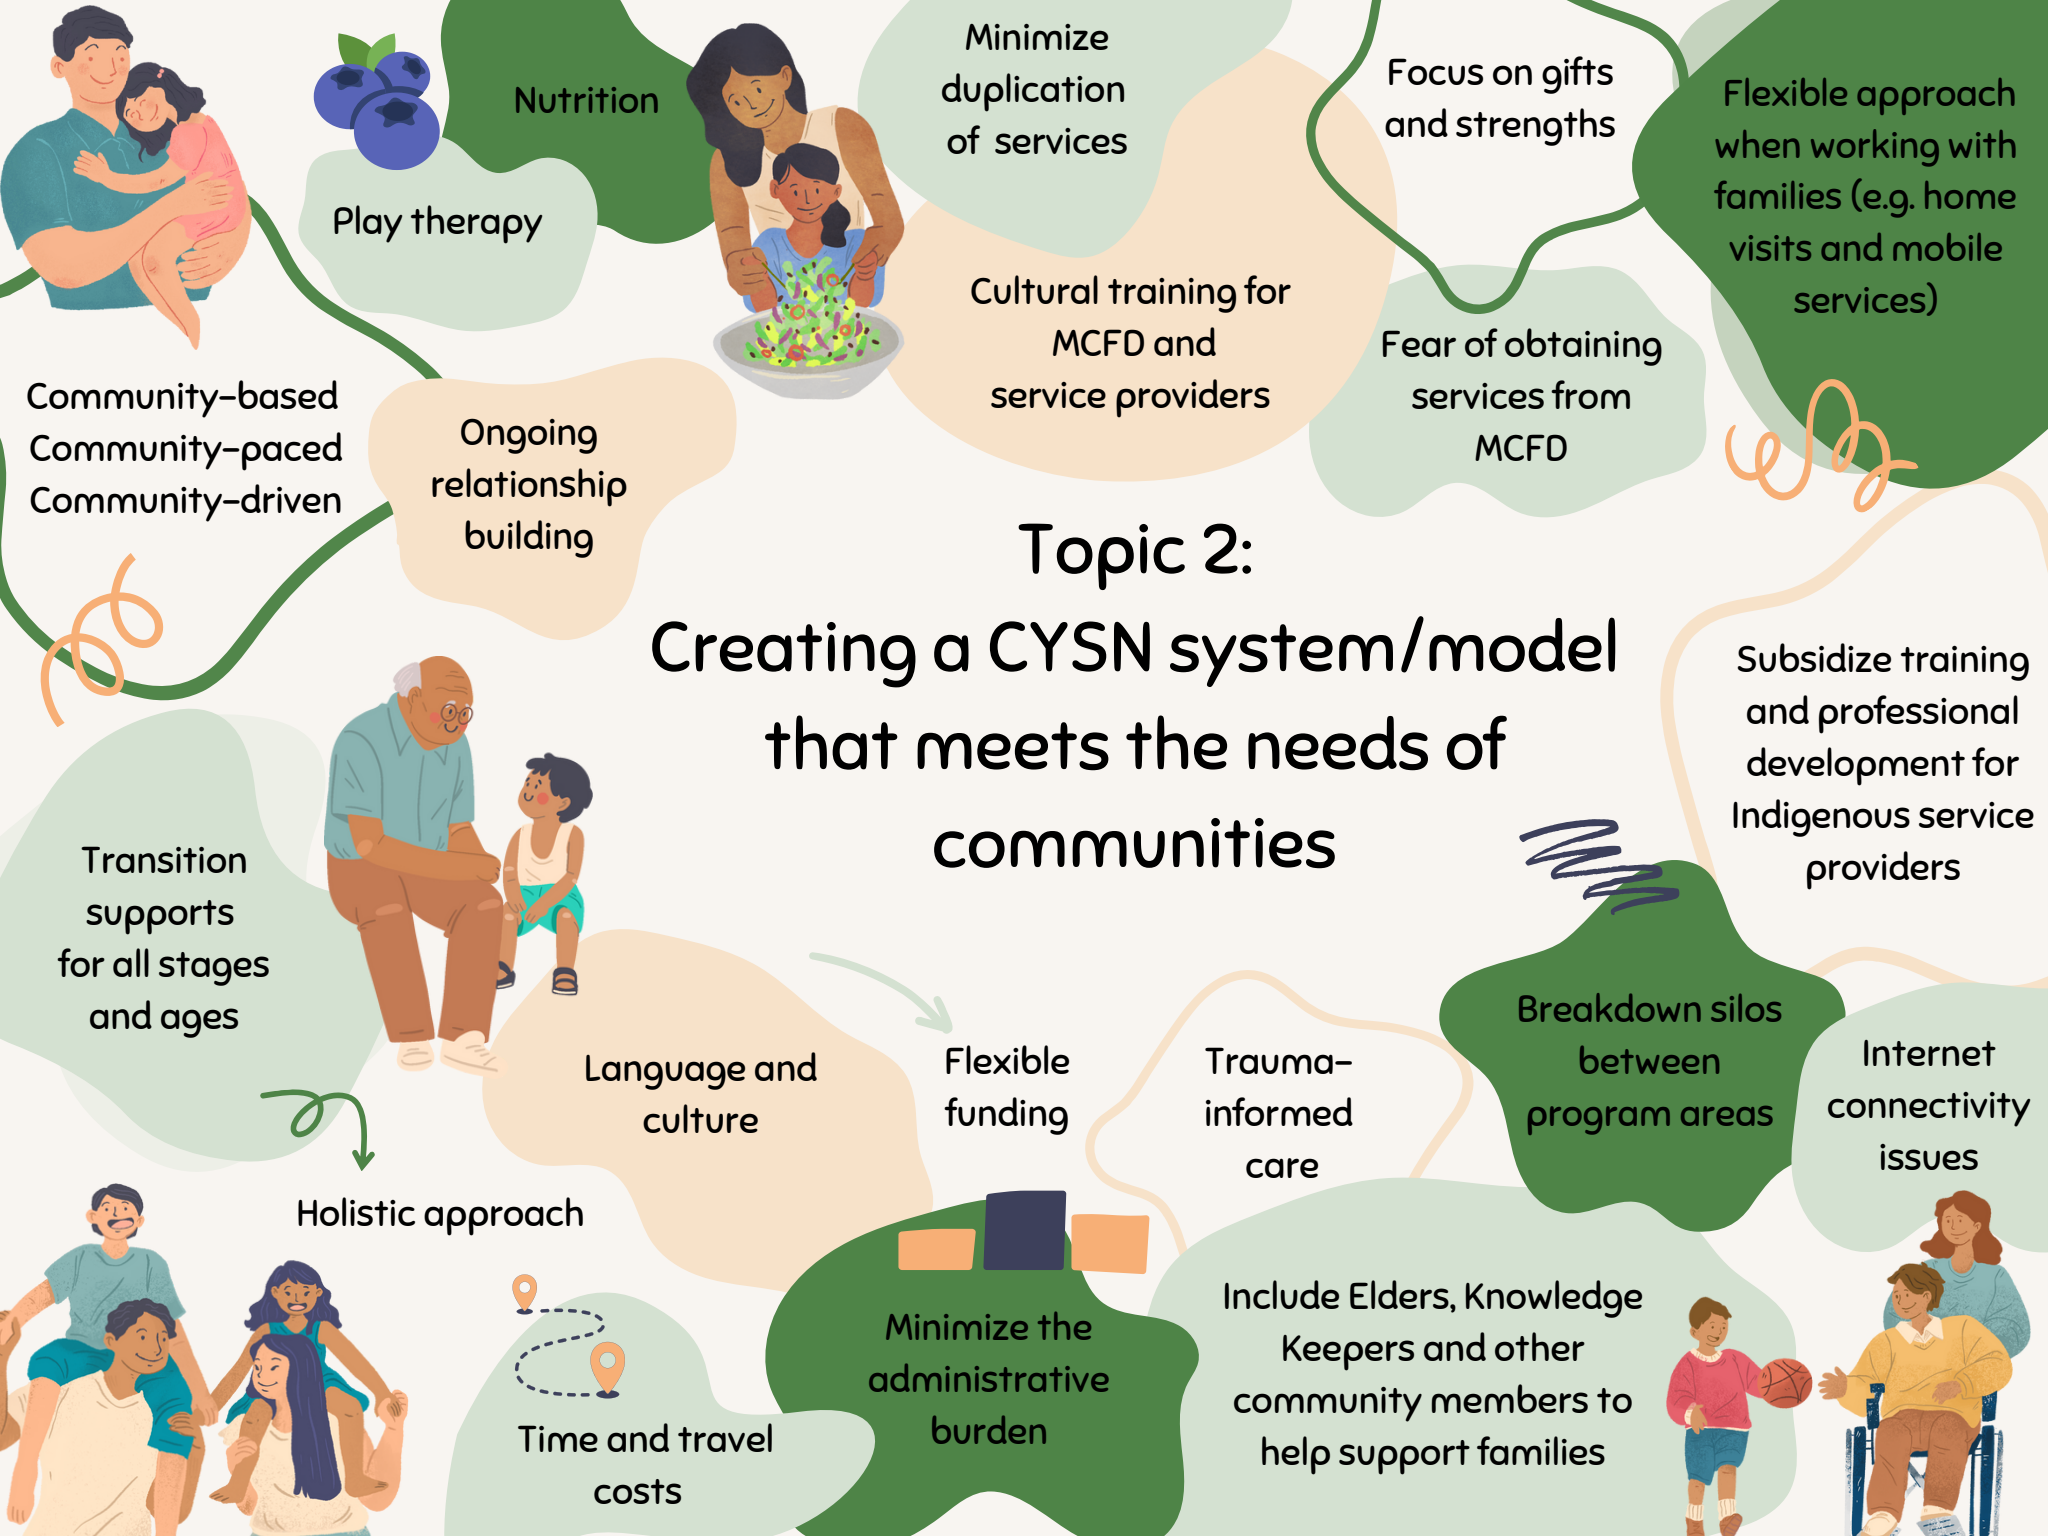 Nutrition
Play therapy
Minimize
duplication
of services
Focus on gifts
and strengths
Flexible approach
when working with
families (e.g. home
visits and mobile
services)
Cultural training for
MCFD and
service providers
Fear of obtaining
services from
MCFD
Community-based
Community-paced
Community-driven
Ongoing
relationship
building
Topic 2:
Creating a CYSN system/model
that meets the needs of
communities
Subsidize training
and professional
development for
Indigenous service
providers
Transition
supports
for all stages
and ages
Language and
culture
Flexible
funding
Trauma-
informed
care
Breakdown silos
between
program areas
Internet
connectivity
issues
Holistic approach
Time and travel
costs
Minimize the
administrative
burden
Include Elders, Knowledge
Keepers and other
community members to
help support families